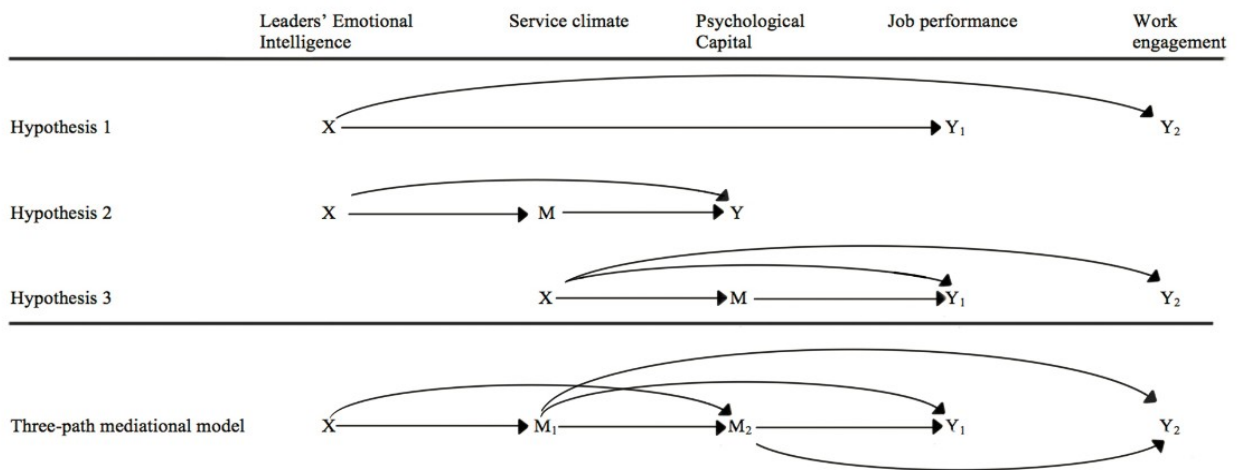 Leaders’ Emotional Intelligence Service climate Psychological Capital Job performance Work engagement
Hypothesis 1 X Y₁ Y₂
Hypothesis 2 X M Y
Hypothesis 3 X M Y₁ Y₂
Three-path mediational model X M₁ M₂ Y₁ Y₂